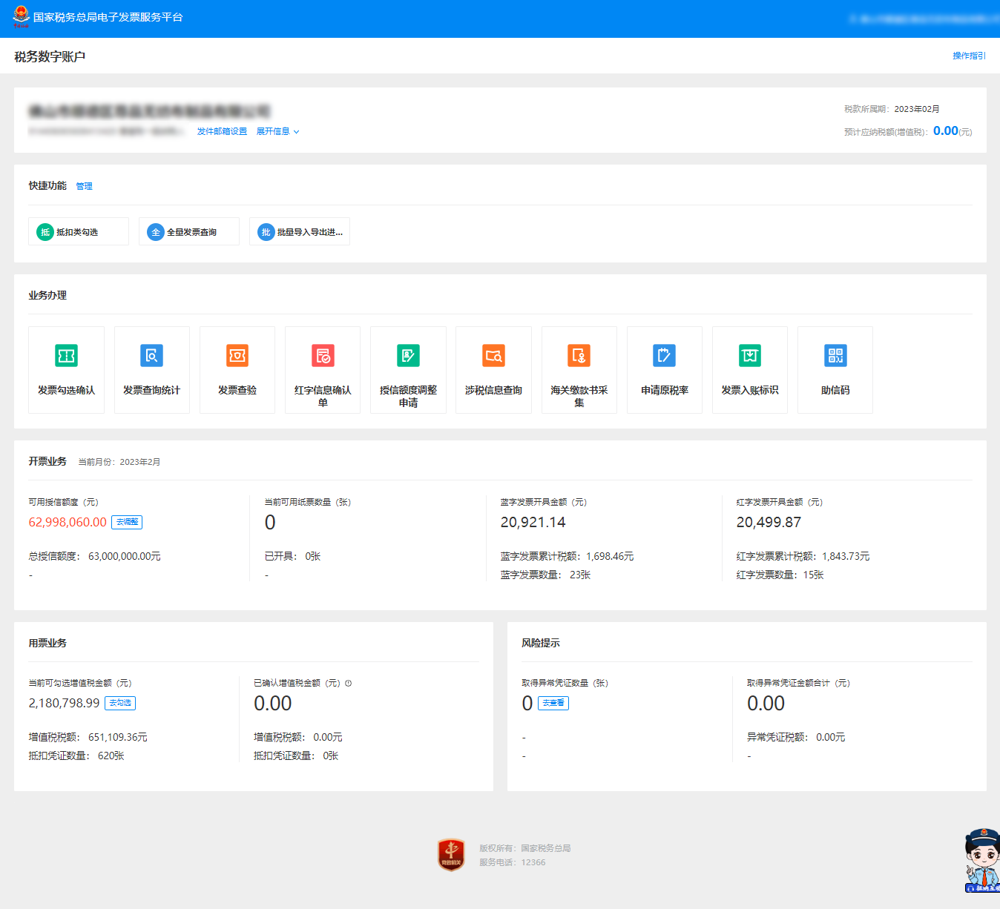 国家税务总局电子发票服务平台
税务数字账户
操作指引
税款所属期：2023年02月
发件邮箱设置 展开信息
预计应纳税额(增值税)：0.00(元)
快捷功能 管理
抵 抵扣类勾选
全 全量发票查询
批 批量导入导出进...
业务办理
发票勾选确认
发票查询统计
发票查验
红字信息确认单
授信额度调整申请
涉税信息查询
海关缴款书采集
申请原税率
发票入账标识
助信码
开票业务 当前月份：2023年2月
可用授信额度（元）
62,998,060.00 去调整
总授信额度： 63,000,000.00元
-
当前可用纸票数量（张）
0
已开具： 0张
-
蓝字发票开具金额（元）
20,921.14
蓝字发票累计税额：1,698.46元
蓝字发票数量： 23张
红字发票开具金额（元）
20,499.87
红字发票累计税额：1,843.73元
红字发票数量：15张
用票业务
当前可勾选增值税金额（元）
2,180,798.99 去勾选
增值税税额： 651,109.36元
抵扣凭证数量： 620张
已确认增值税金额（元）
0.00
增值税税额： 0.00元
抵扣凭证数量： 0张
风险提示
取得异常凭证数量（张）
0 去查看
-
-
取得异常凭证金额合计（元）
0.00
异常凭证税额： 0.00元
-
党政机关
版权所有：国家税务总局
服务电话：12366